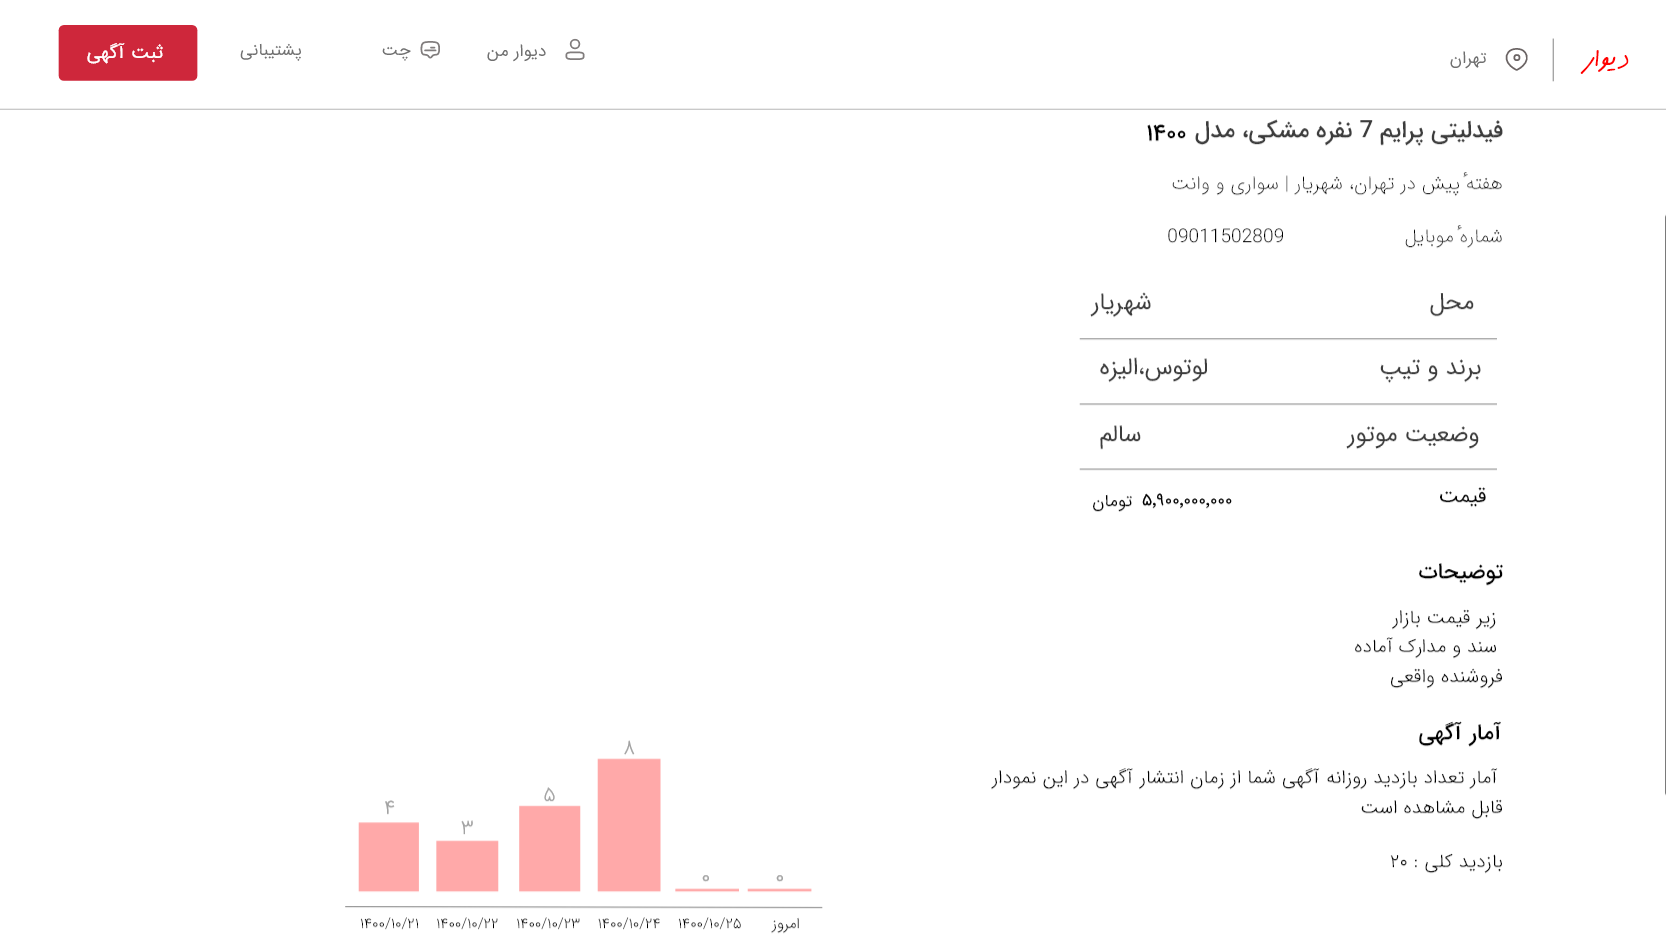 دیوار
تهران
دیوار من
چت
پشتیبانی
ثبت آگهی
فیدلیتی پرایم 7 نفره مشکی، مدل ۱۴۰۰
هفتهٔ پیش در تهران، شهریار | سواری و وانت
شمارهٔ موبایل 09011502809
محل شهریار
برند و تیپ لوتوس،الیزه
وضعیت موتور سالم
قیمت ۵,۹۰۰,۰۰۰,۰۰۰ تومان
توضیحات
زیر قیمت بازار
سند و مدارک آماده
فروشنده واقعی
آمار آگهی
آمار تعداد بازدید روزانه آگهی شما از زمان انتشار آگهی در این نمودار
قابل مشاهده است
بازدید کلی : ۲۰
۴ ۳ ۵ ۸ ۰ ۰
۱۴۰۰/۱۰/۲۱ ۱۴۰۰/۱۰/۲۲ ۱۴۰۰/۱۰/۲۳ ۱۴۰۰/۱۰/۲۴ ۱۴۰۰/۱۰/۲۵ امروز